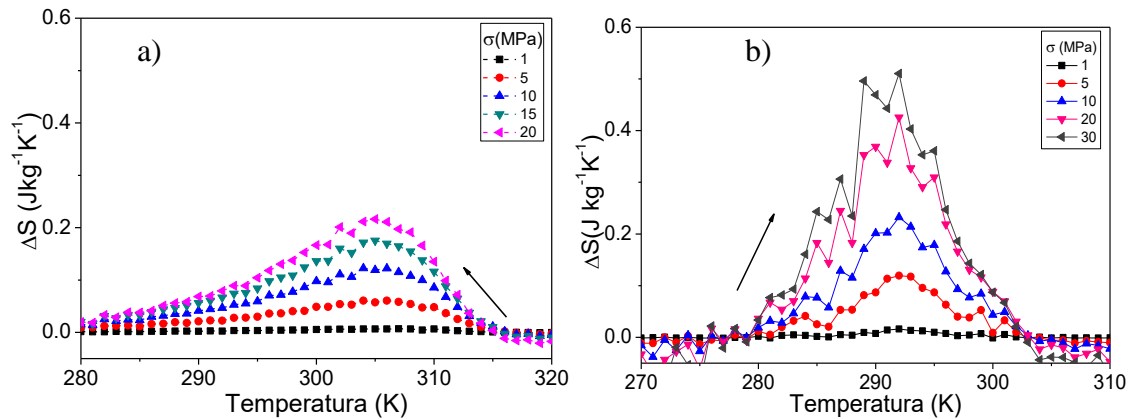 a)
σ(MPa)
1
5
10
15
20
ΔS (Jkg⁻¹K⁻¹)
0.6
0.4
0.2
0.0
280 290 300 310 320
Temperatura (K)
b)
σ (MPa)
1
5
10
20
30
ΔS(J kg⁻¹K⁻¹)
0.6
0.4
0.2
0.0
270 280 290 300 310
Temperatura (K)